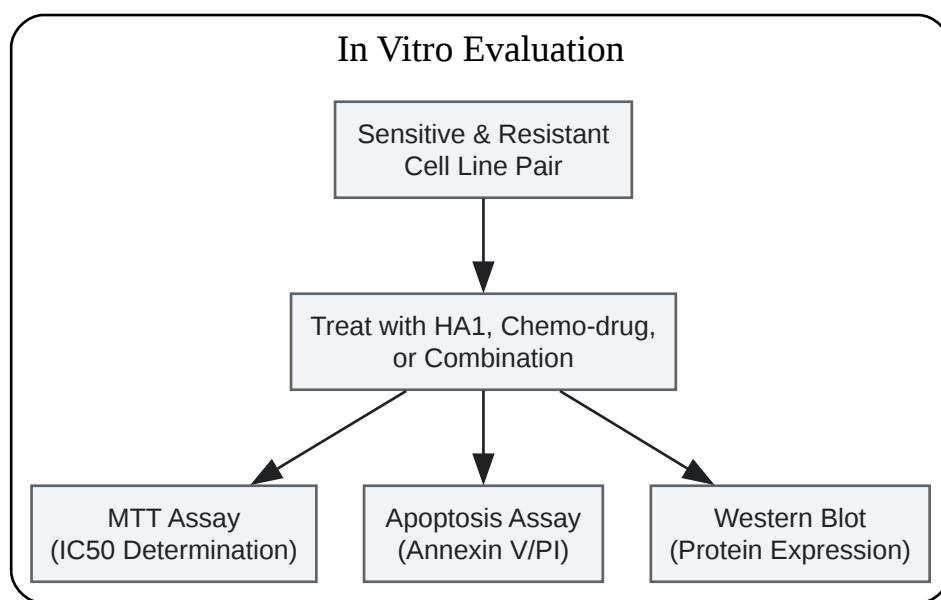 In Vitro Evaluation
Sensitive & Resistant
Cell Line Pair
Treat with HA1, Chemo-drug,
or Combination
MTT Assay
(IC50 Determination)
Apoptosis Assay
(Annexin V/PI)
Western Blot
(Protein Expression)